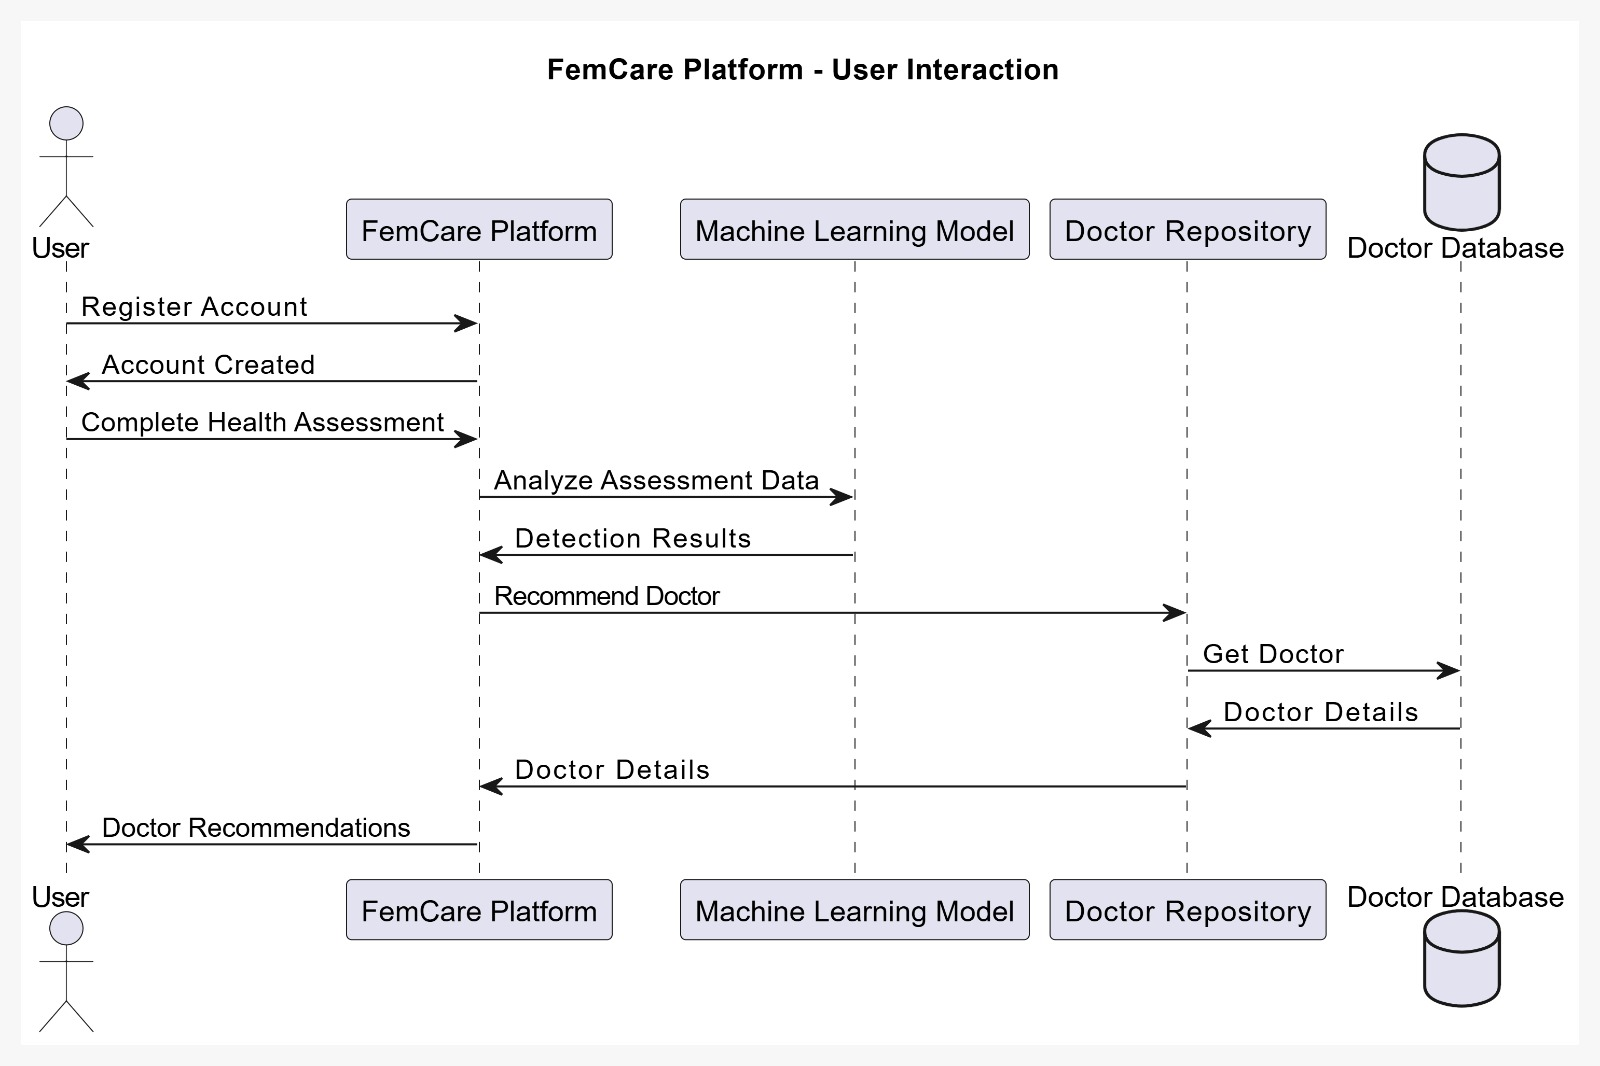 FemCare Platform - User Interaction
User
FemCare Platform
Machine Learning Model
Doctor Repository
Doctor Database
Register Account
Account Created
Complete Health Assessment
Analyze Assessment Data
Detection Results
Recommend Doctor
Get Doctor
Doctor Details
Doctor Details
Doctor Recommendations
User
FemCare Platform
Machine Learning Model
Doctor Repository
Doctor Database